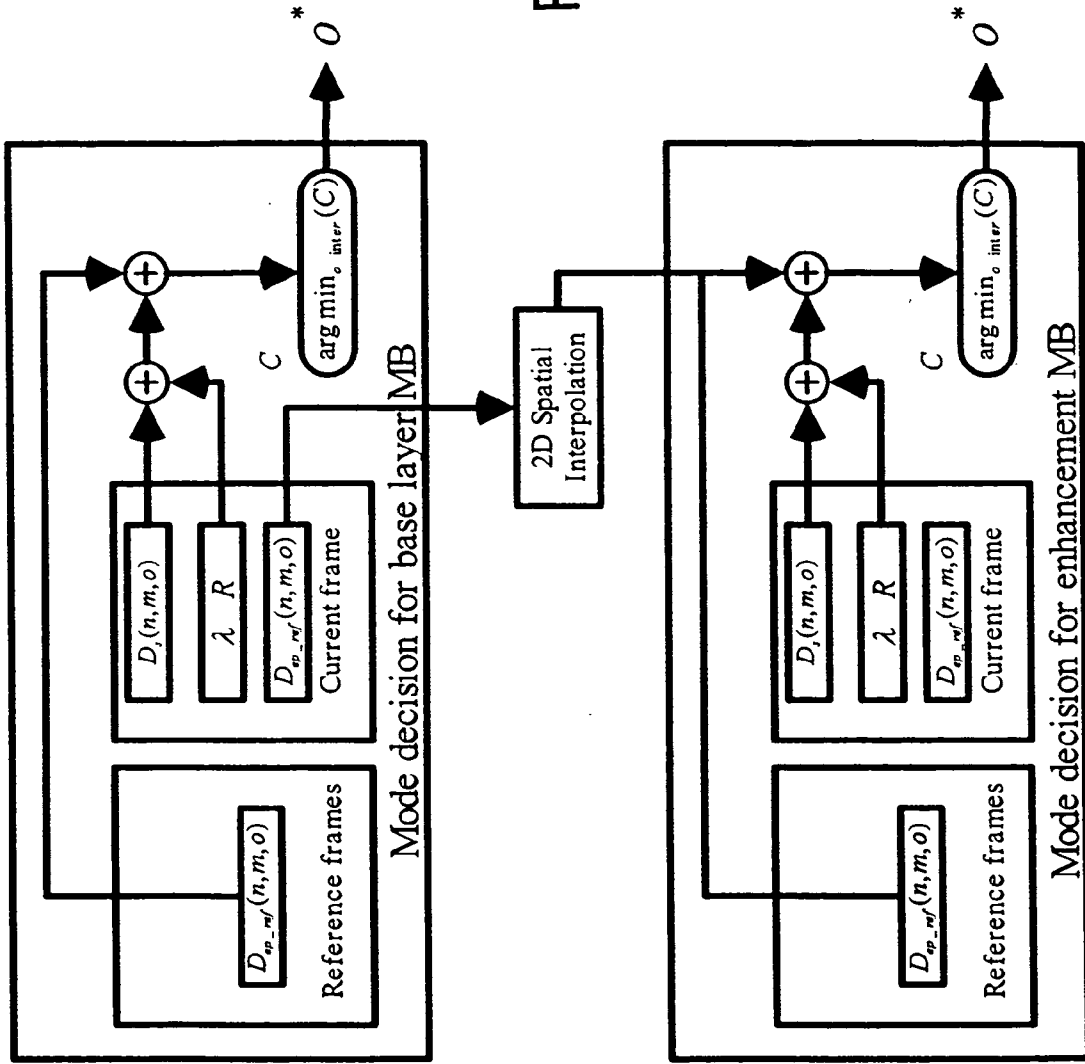 Reference frames
D_{ep_ref}(n,m,o)
Current frame
D_s(n,m,o)
λ R
D_{ep_ref}(n,m,o)
+
+
C
arg min_{o inter}(C)
O*
Mode decision for base layer MB
2D Spatial
Interpolation
Reference frames
D_{ep_ref}(n,m,o)
Current frame
D_s(n,m,o)
λ R
D_{ep_ref}(n,m,o)
+
+
C
arg min_{o inter}(C)
O*
Mode decision for enhancement MB